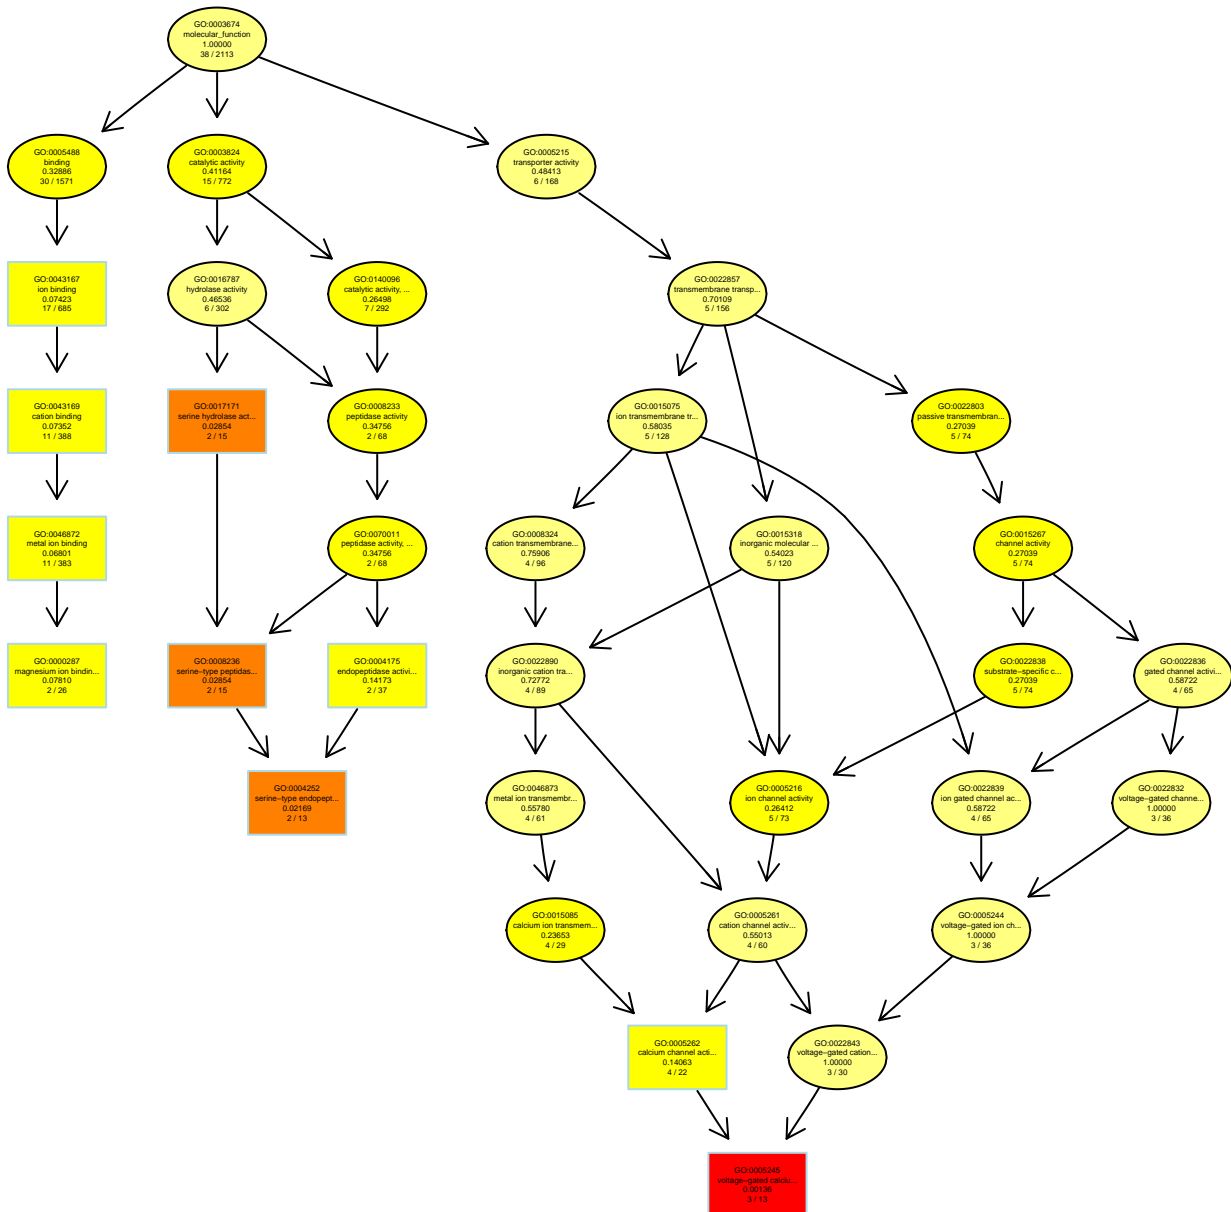 GO:0003674
molecular_function
1.00000
38 / 2113
GO:0005488
binding
0.32886
30 / 1571
GO:0003824
catalytic activity
0.41164
15 / 772
GO:0005215
transporter activity
0.48413
6 / 168
GO:0043167
ion binding
0.07423
17 / 685
GO:0016787
hydrolase activity
0.46536
6 / 302
GO:0140096
catalytic activity, ...
0.26498
7 / 292
GO:0022857
transmembrane transp...
0.70109
5 / 156
GO:0043169
cation binding
0.07352
11 / 388
GO:0017171
serine hydrolase act...
0.02854
2 / 15
GO:0008233
peptidase activity
0.34756
2 / 68
GO:0015075
ion transmembrane tr...
0.58035
5 / 128
GO:0022803
passive transmembran...
0.27039
5 / 74
GO:0046872
metal ion binding
0.06801
11 / 383
GO:0070011
peptidase activity, ...
0.34756
2 / 68
GO:0008324
cation transmembrane...
0.75906
4 / 96
GO:0015318
inorganic molecular ...
0.54023
5 / 120
GO:0015267
channel activity
0.27039
5 / 74
GO:0000287
magnesium ion bindin...
0.07810
2 / 26
GO:0008236
serine−type peptidas...
0.02854
2 / 15
GO:0004175
endopeptidase activi...
0.14173
2 / 37
GO:0022890
inorganic cation tra...
0.72772
4 / 89
GO:0022838
substrate−specific c...
0.27039
5 / 74
GO:0022836
gated channel activi...
0.58722
4 / 65
GO:0004252
serine−type endopept...
0.02169
2 / 13
GO:0046873
metal ion transmembr...
0.55780
4 / 61
GO:0005216
ion channel activity
0.26412
5 / 73
GO:0022839
ion gated channel ac...
0.58722
4 / 65
GO:0022832
voltage−gated channe...
1.00000
3 / 36
GO:0015085
calcium ion transmem...
0.23653
4 / 29
GO:0005261
cation channel activ...
0.55013
4 / 60
GO:0005244
voltage−gated ion ch...
1.00000
3 / 36
GO:0005262
calcium channel acti...
0.14063
4 / 22
GO:0022843
voltage−gated cation...
1.00000
3 / 30
GO:0005245
voltage−gated calciu...
0.00136
3 / 13